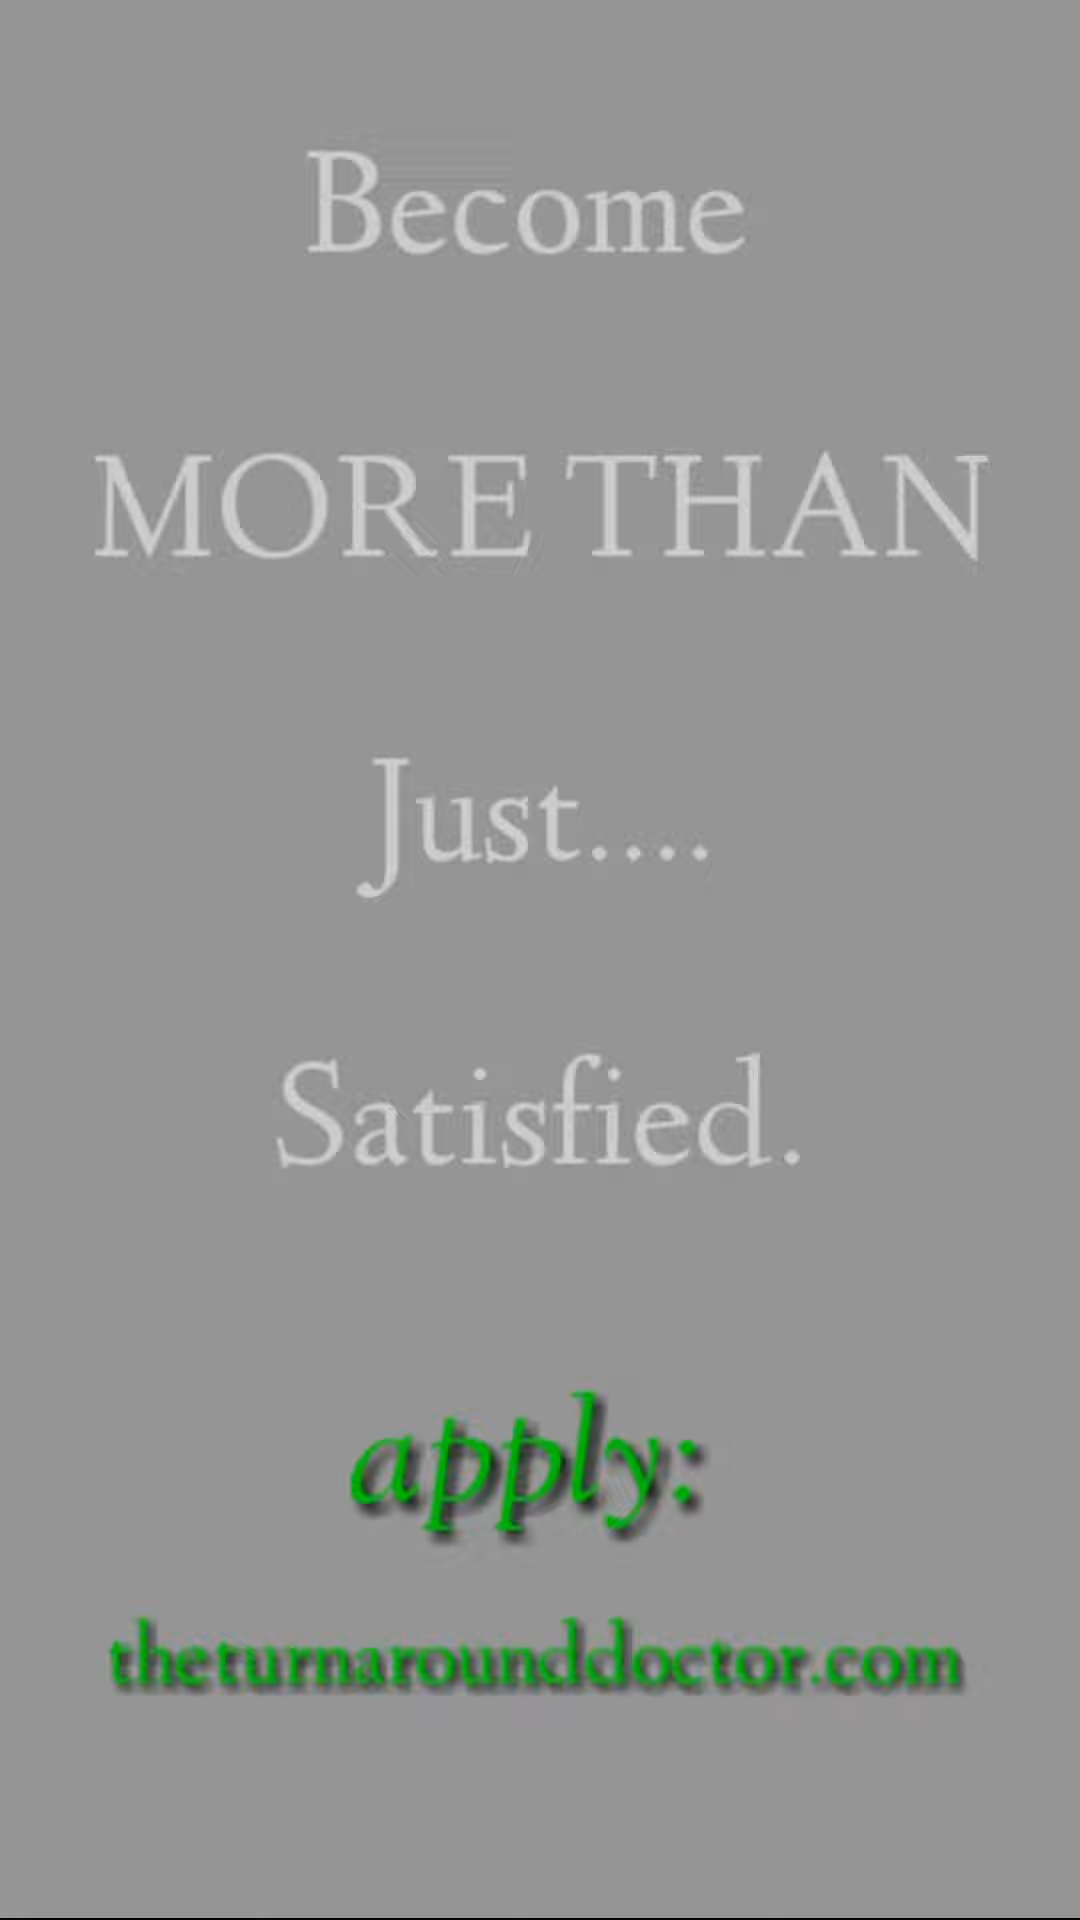 Become
MORE THAN
Just....
Satisfied.
apply:
theturnarounddoctor.com